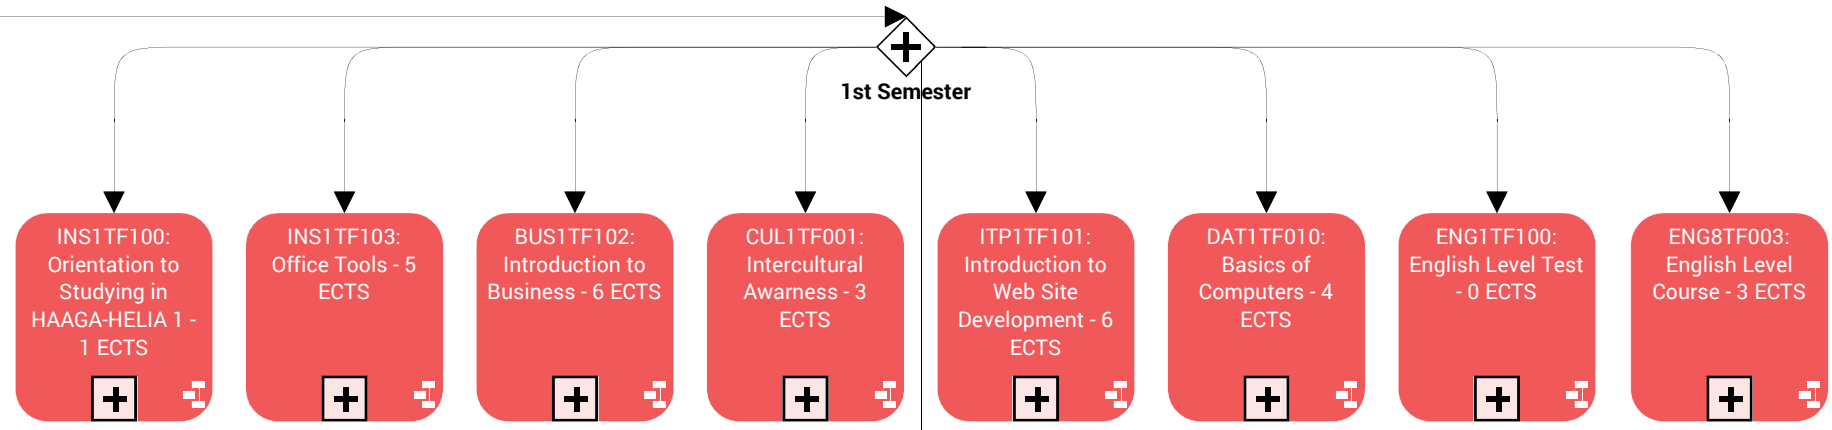 1st Semester
INS1TF100:
Orientation to
Studying in
HAAGA-HELIA 1 -
1 ECTS
INS1TF103:
Office Tools - 5
ECTS
BUS1TF102:
Introduction to
Business - 6 ECTS
CUL1TF001:
Intercultural
Awarness - 3
ECTS
ITP1TF101:
Introduction to
Web Site
Development - 6
ECTS
DAT1TF010:
Basics of
Computers - 4
ECTS
ENG1TF100:
English Level Test
- 0 ECTS
ENG8TF003:
English Level
Course - 3 ECTS